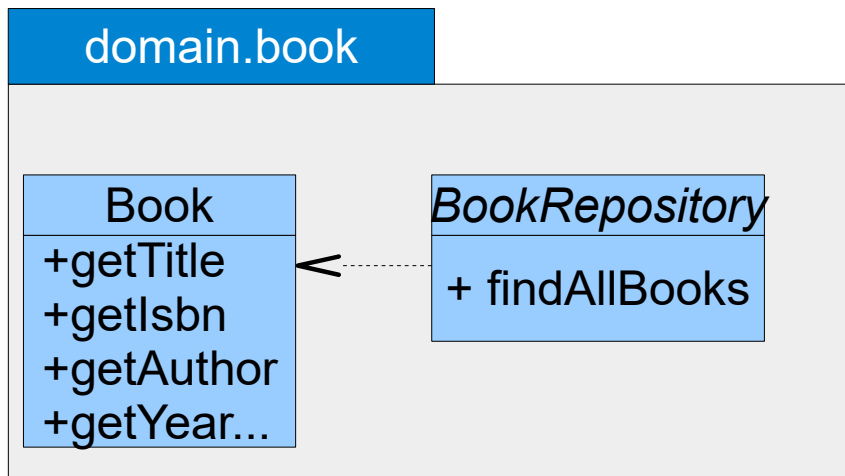 domain.book
Book
+getTitle
+getIsbn
+getAuthor
+getYear...
BookRepository
+ findAllBooks